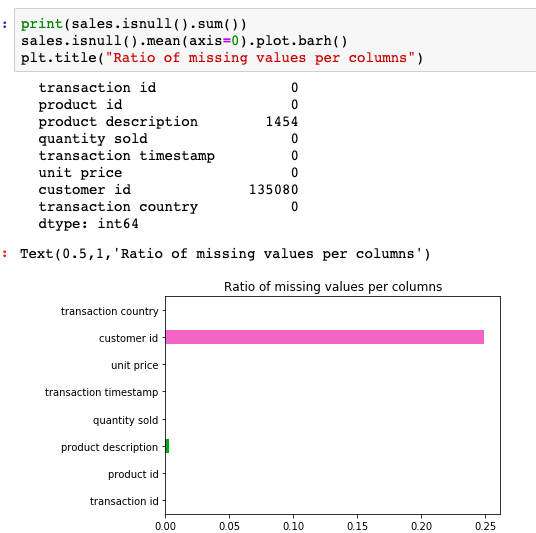 : print(sales.isnull().sum())
sales.isnull().mean(axis=0).plot.barh()
plt.title("Ratio of missing values per columns")
transaction id 0
product id 0
product description 1454
quantity sold 0
transaction timestamp 0
unit price 0
customer id 135080
transaction country 0
dtype: int64
: Text(0.5,1,'Ratio of missing values per columns')
Ratio of missing values per columns
transaction country
customer id
unit price
transaction timestamp
quantity sold
product description
product id
transaction id
0.00 0.05 0.10 0.15 0.20 0.25